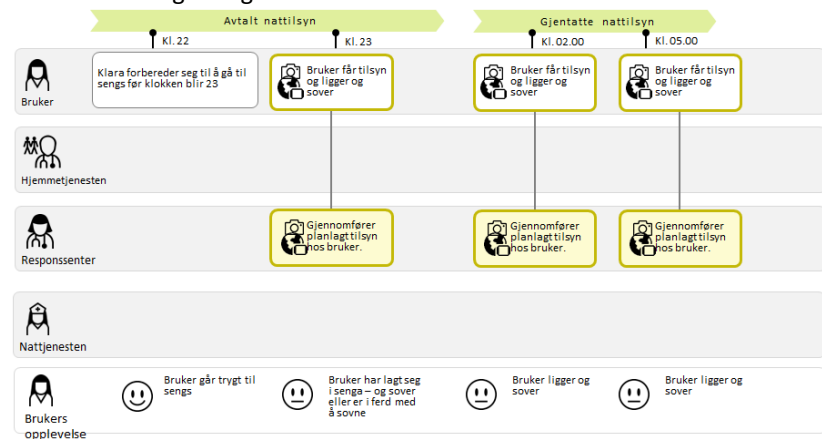 Avtalt nattilsyn
Gjentatte nattilsyn
Kl. 22
Kl. 23
Kl. 02.00
Kl. 05.00
Bruker
Klara forbereder seg til å gå til
sengs før klokken blir 23
Bruker får tilsyn
og ligger og
sover
Bruker får tilsyn
og ligger og
sover
Bruker får tilsyn
og ligger og
sover
Hjemmetjenesten
Responssenter
Gjennomfører
planlagt tilsyn
hos bruker.
Gjennomfører
planlagt tilsyn
hos bruker.
Gjennomfører
planlagt tilsyn
hos bruker.
Nattjenesten
Brukers
opplevelse
Bruker går trygt til
sengs
Bruker har lagt seg
i senga – og sover
eller er i ferd med
å sovne
Bruker ligger og
sover
Bruker ligger og
sover